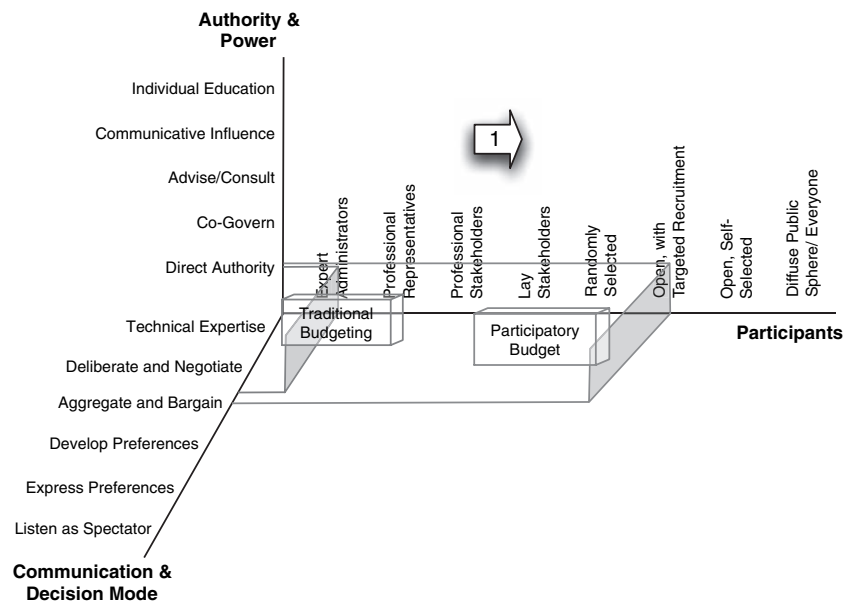 Authority &
Power
Individual Education
Communicative Influence
Advise/Consult
Co-Govern
Direct Authority
1
Expert
Administrators
Professional
Representatives
Professional
Stakeholders
Lay
Stakeholders
Randomly
Selected
Open, with
Targeted Recruitment
Open, Self-
Selected
Diffuse Public
Sphere/ Everyone
Traditional
Budgeting
Participatory
Budget
Participants
Technical Expertise
Deliberate and Negotiate
Aggregate and Bargain
Develop Preferences
Express Preferences
Listen as Spectator
Communication &
Decision Mode